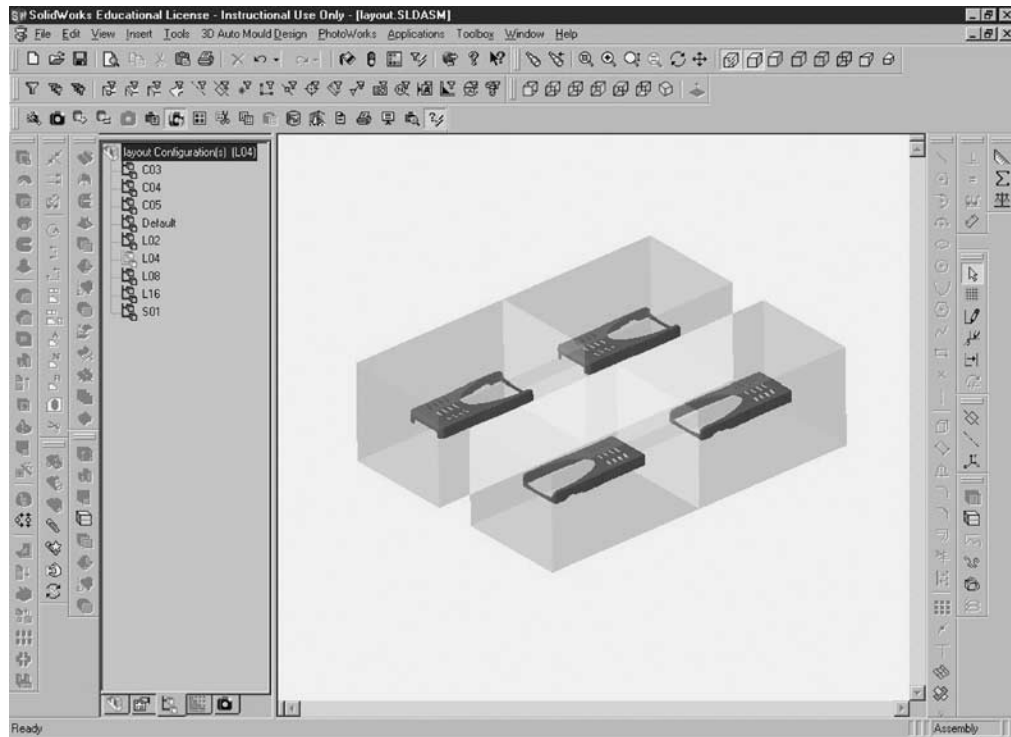 SolidWorks Educational License - Instructional Use Only - [layout.SLDASM]
File Edit View Insert Tools 3D Auto Mould Design PhotoWorks Applications Toolbox Window Help
layout Configuration(s) (L04)
C03
C04
C05
Default
L02
L04
L08
L16
S01
Ready
Assembly